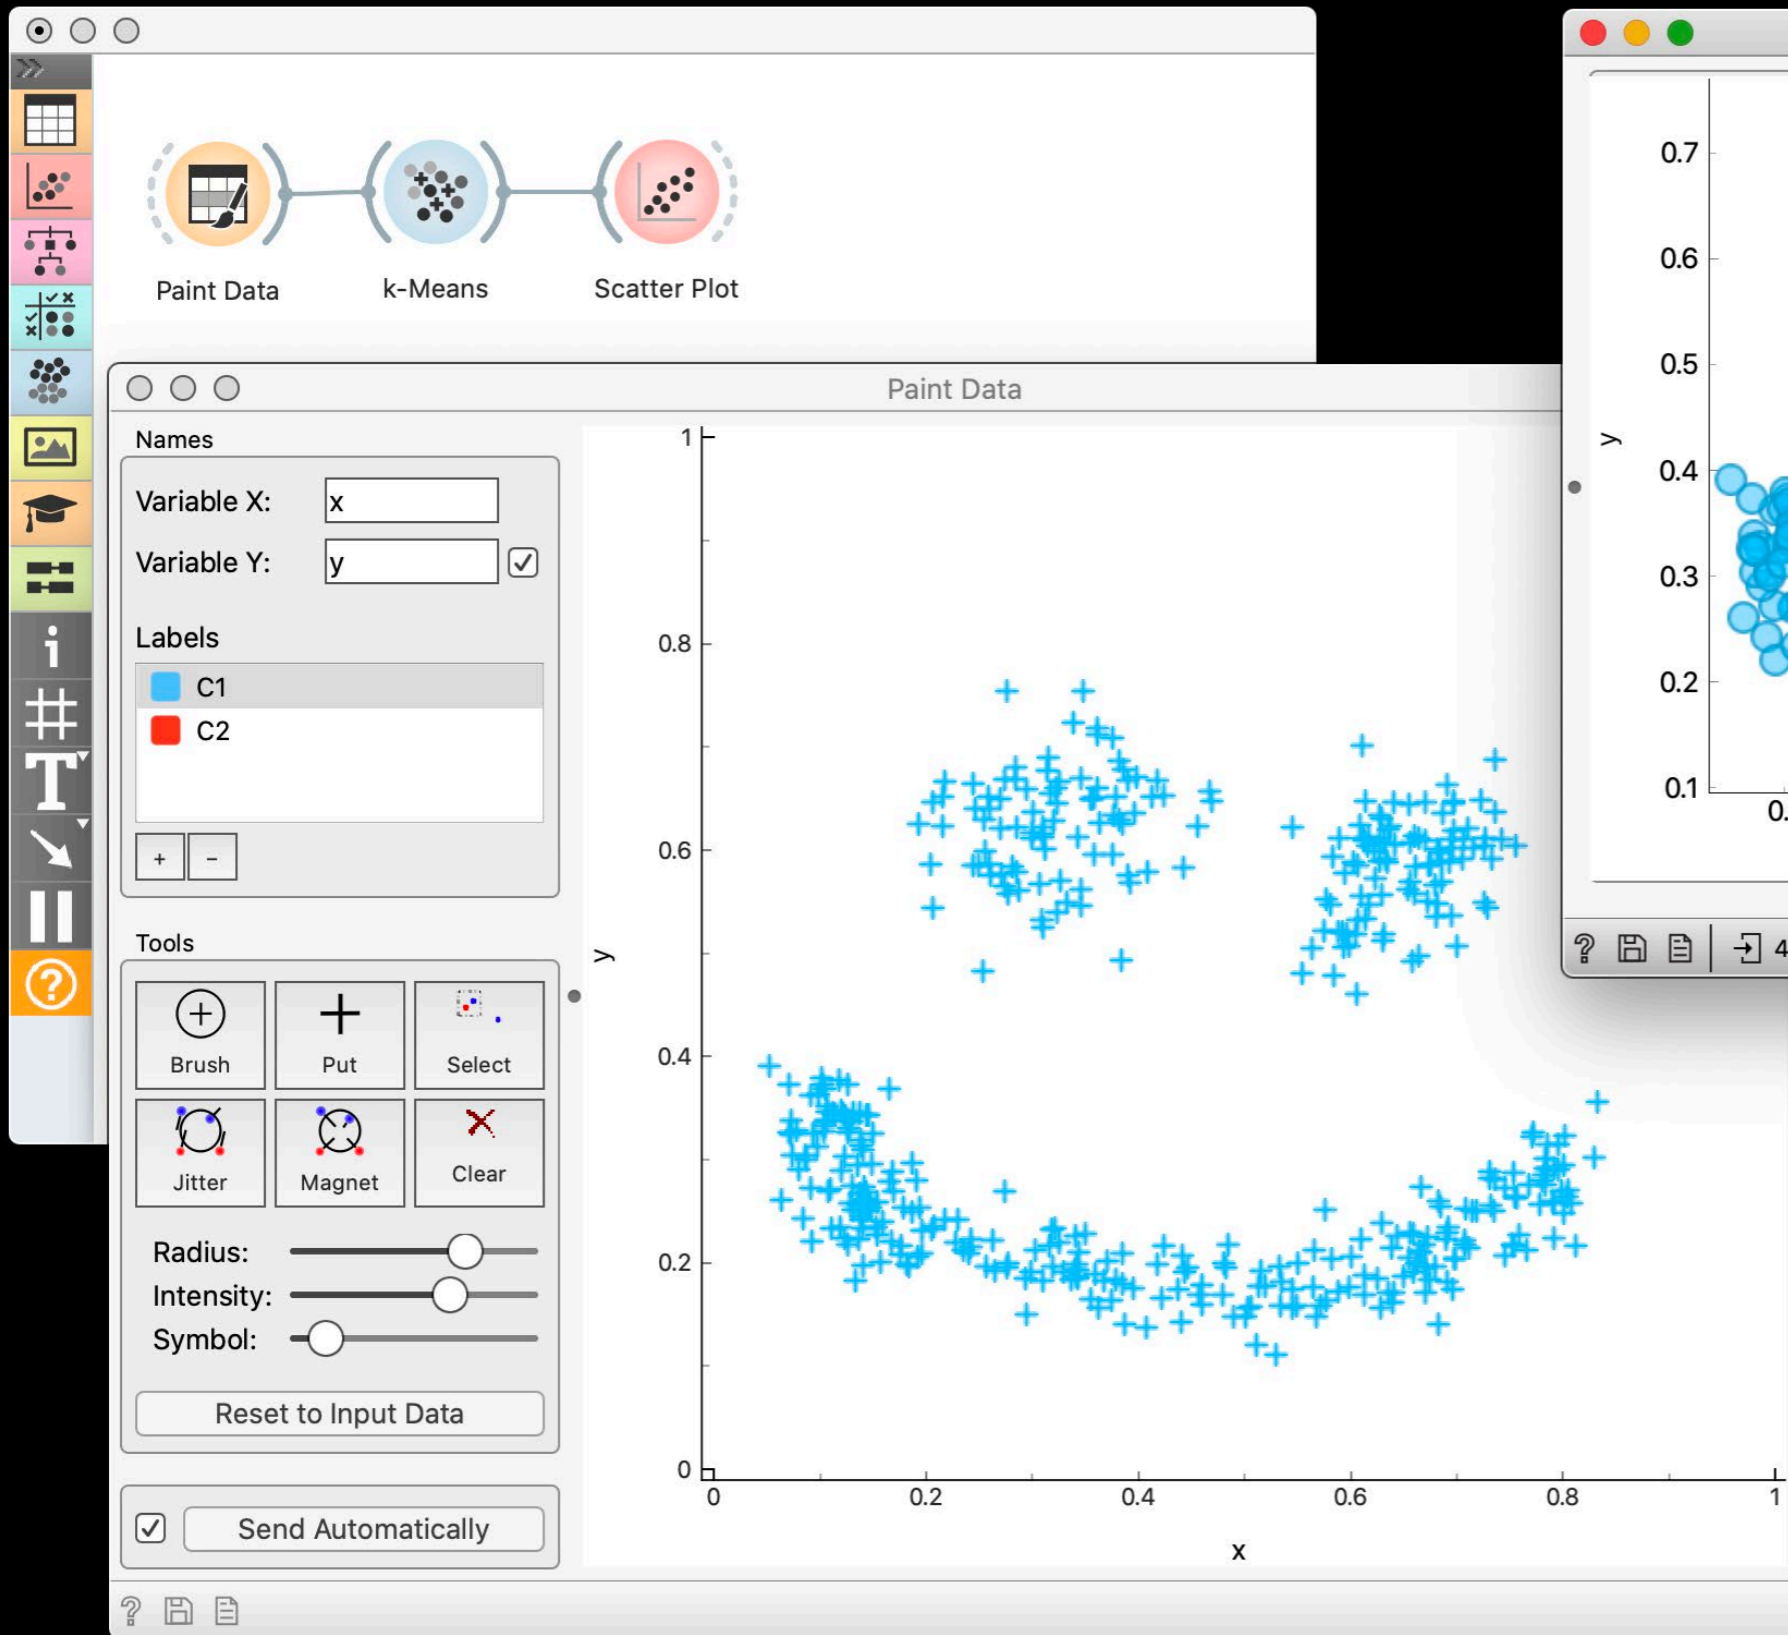 Paint Data
k-Means
Scatter Plot
Paint Data
Names
Variable X: x
Variable Y: y
Labels
C1
C2
+ -
Tools
Brush Put Select
Jitter Magnet Clear
Radius:
Intensity:
Symbol:
Reset to Input Data
Send Automatically
1
0.8
0.6
0.4
0.2
0
y
0 0.2 0.4 0.6 0.8 1
x
0.7
0.6
0.5
0.4
0.3
0.2
0.1
y
0.
? 4
?
i
#
T
?